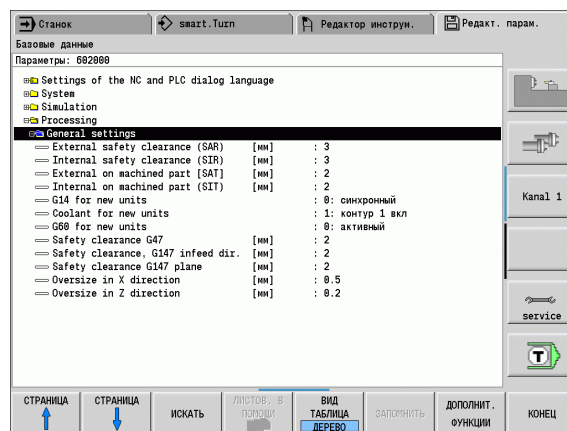 Станок
smart.Turn
Редактор инструм.
Редакт. парам.
Базовые данные
Параметры: 602000
Settings of the NC and PLC dialog language
System
Simulation
Processing
General settings
External safety clearance (SAR) [мм] : 3
Internal safety clearance (SIR) [мм] : 3
External on machined part [SAT] [мм] : 2
Internal on machined part (SIT) [мм] : 2
G14 for new units : 0: синхронный
Coolant for new units : 1: контур 1 вкл
G60 for new units : 0: активный
Safety clearance G47 [мм] : 2
Safety clearance, G147 infeed dir. [мм] : 2
Safety clearance G147 plane [мм] : 2
Oversize in X direction [мм] : 0.5
Oversize in Z direction [мм] : 0.2
Kanal 1
service
T
СТРАНИЦА
СТРАНИЦА
ИСКАТЬ
ЛИСТОВ. В
ПОМОЩИ
ВИД
ТАБЛИЦА
ДЕРЕВО
ЗАПОМНИТЬ
ДОПОЛНИТ.
ФУНКЦИИ
КОНЕЦ